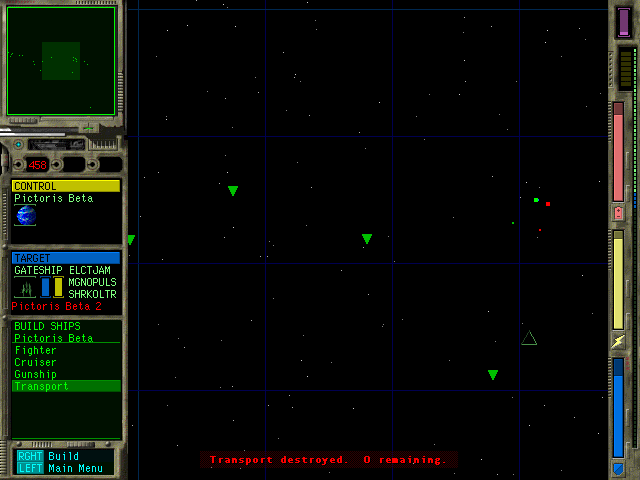 458
CONTROL
Pictoris Beta
TARGET
GATESHIP ELCTJAM
MGNOPULS
SHRKOLTR
Pictoris Beta 2
BUILD SHIPS
Pictoris Beta
Fighter
Cruiser
Gunship
Transport
RGHT Build
LEFT Main Menu
Transport destroyed. 0 remaining.